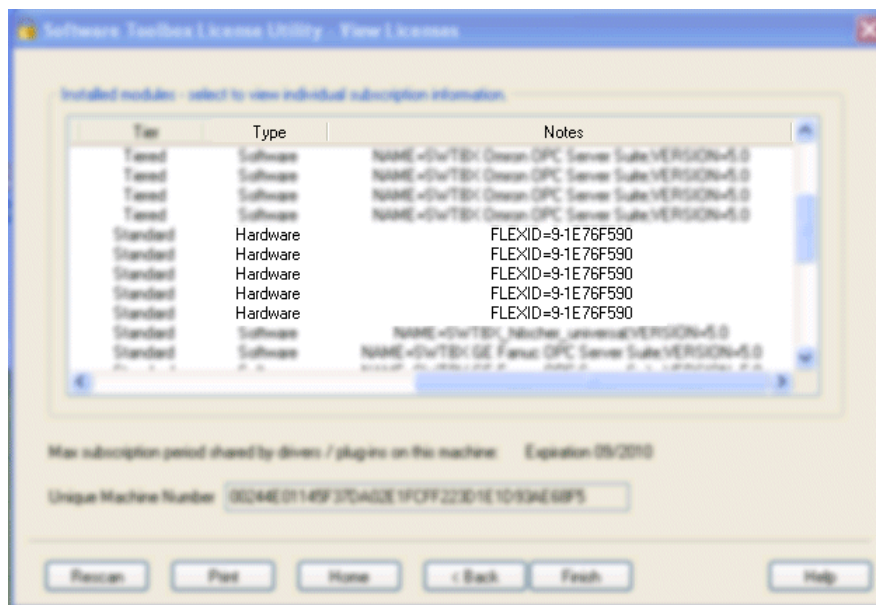 Software Toolbox License Utility - View Licenses
Installed modules - select to view individual subscription information.
Tier Type Notes
Tiered Software NAME=SWTBX Omron OPC Server Suite;VERSION=5.0
Tiered Software NAME=SWTBX Omron OPC Server Suite;VERSION=5.0
Tiered Software NAME=SWTBX Omron OPC Server Suite;VERSION=5.0
Tiered Software NAME=SWTBX Omron OPC Server Suite;VERSION=5.0
Standard Hardware FLEXID=9-1E76F590
Standard Hardware FLEXID=9-1E76F590
Standard Hardware FLEXID=9-1E76F590
Standard Hardware FLEXID=9-1E76F590
Standard Hardware FLEXID=9-1E76F590
Standard Software
Standard Software NAME=SWTBX GE Fanuc OPC Server Suite;VERSION=5.0
Max subscription period shared by drivers / plug-ins on this machine: Expiration 09/2010
Unique Machine Number
Rescan Print Home < Back Finish Help